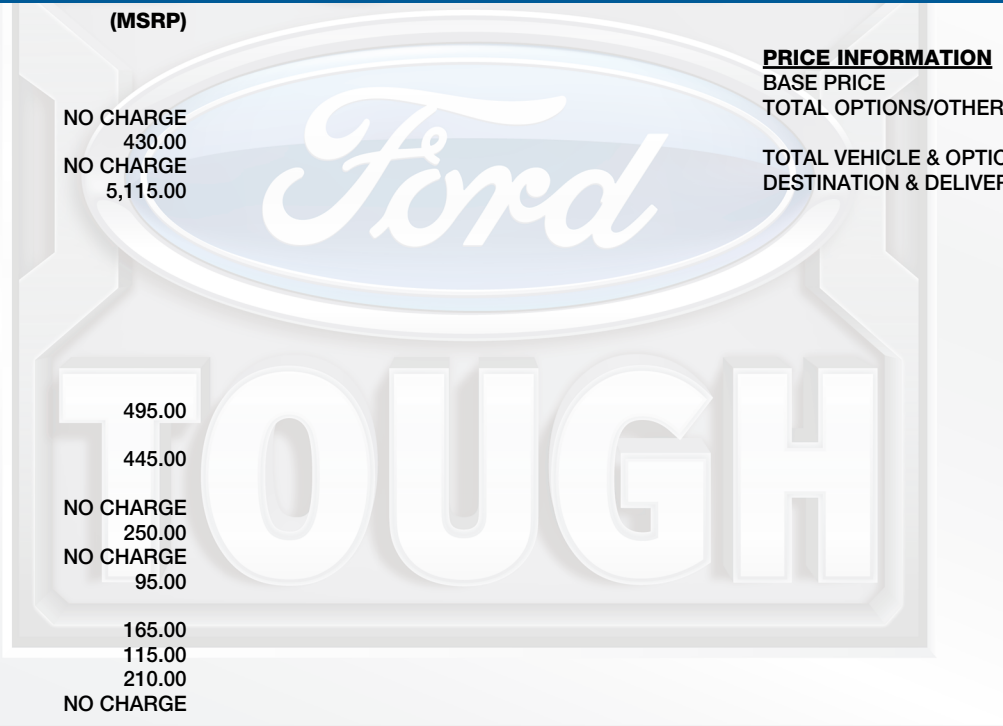 (MSRP)
NO CHARGE
430.00
NO CHARGE
5,115.00
495.00
445.00
NO CHARGE
250.00
NO CHARGE
95.00
165.00
115.00
210.00
NO CHARGE
PRICE INFORMATION
BASE PRICE
TOTAL OPTIONS/OTHER
TOTAL VEHICLE & OPTIO
DESTINATION & DELIVER
Ford
TOUGH